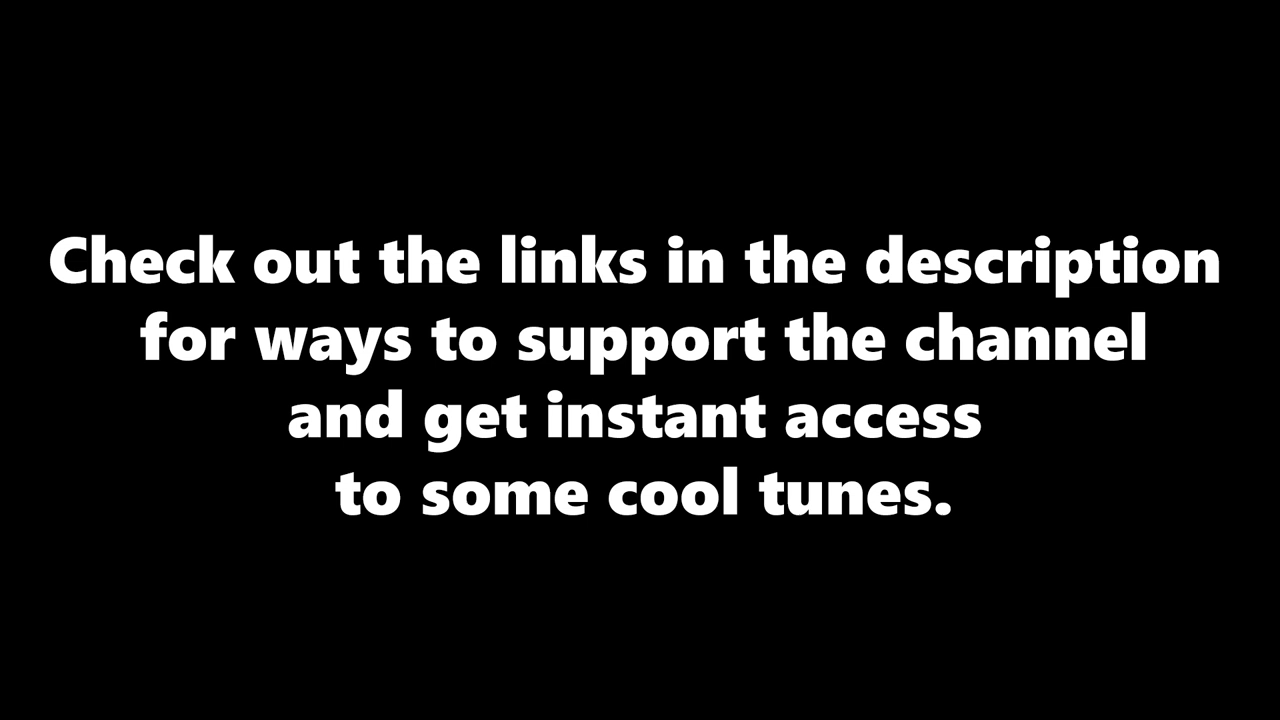 Check out the links in the description
for ways to support the channel
and get instant access
to some cool tunes.